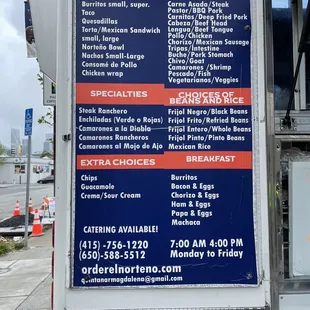 Burritos small, super.
Taco
Quesadillas
Torta/Mexican Sandwich
small, large
Norteño Bowl
Nachos Small-Large
Consomé de Pollo
Chicken wrap
Carne Asada/Steak
Pastor/BBQ Pork
Carnitas/Deep Fried Pork
Cabeza/Beef Head
Lengua/Beef Tongue
Pollo/Chicken
Chorizo/Mexican Sausage
Tripas/Intestine
Buche/Pork Stomach
Chivo/Goat
Camarones /Shrimp
Pescado/Fish
Vegetarianos/Veggies
SPECIALTIES
Steak Ranchero
Enchiladas (Verde o Rojas)
Camarones a la Diabla
Camarones Rancheros
Camarones al Mojo de Ajo
CHOICES OF
BEANS AND RICE
Frijol Negro/Black Beans
Frijol Frito/Refried Beans
Frijol Entero/Whole Beans
Frijol Pinto/Pinto Beans
Mexican Rice
EXTRA CHOICES
Chips
Guacamole
Crema/Sour Cream
BREAKFAST
Burritos
Bacon & Eggs
Chorizo & Eggs
Ham & Eggs
Papa & Eggs
Machaca
CATERING AVAILABLE!
(415) -756-1220
(650)-588-5512
7:00 AM 4:00 PM
Monday to Friday
orderelnorteno.com
quintanarmagdalena@gmail.com